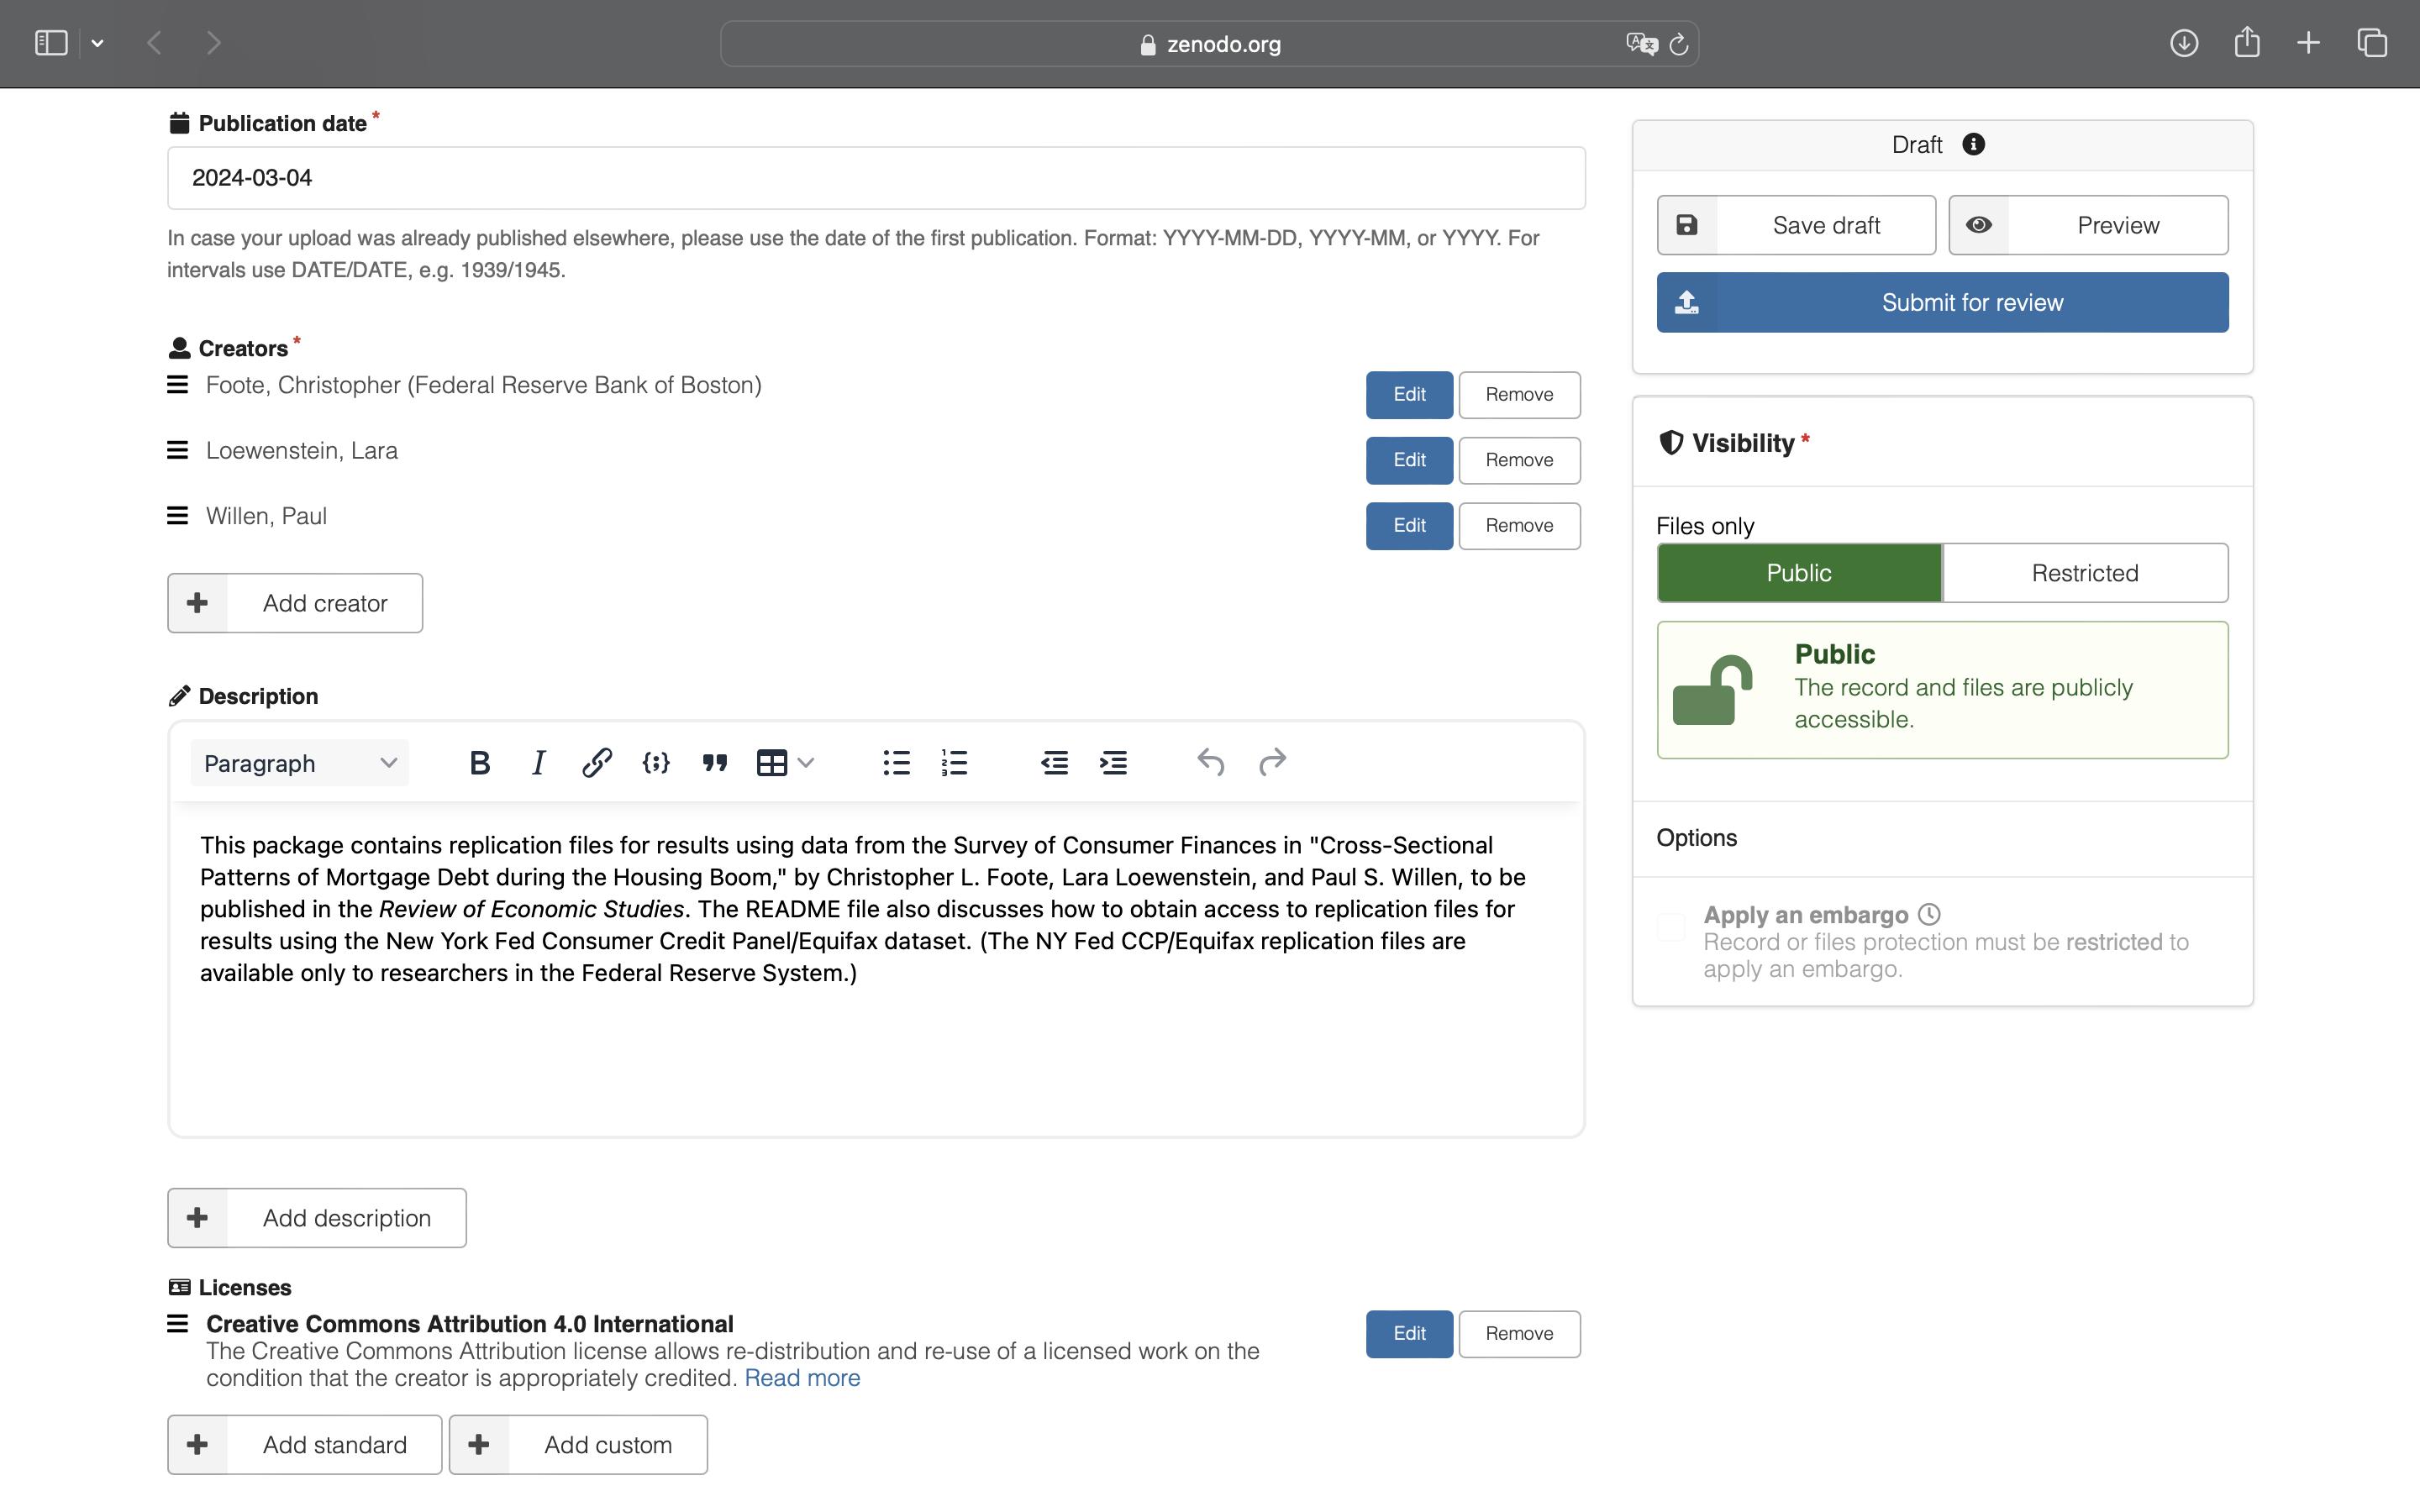 zenodo.org
Publication date *
2024-03-04
In case your upload was already published elsewhere, please use the date of the first publication. Format: YYYY-MM-DD, YYYY-MM, or YYYY. For
intervals use DATE/DATE, e.g. 1939/1945.
Creators *
Foote, Christopher (Federal Reserve Bank of Boston)
Edit
Remove
Loewenstein, Lara
Edit
Remove
Willen, Paul
Edit
Remove
Add creator
Description
Paragraph
This package contains replication files for results using data from the Survey of Consumer Finances in "Cross-Sectional
Patterns of Mortgage Debt during the Housing Boom," by Christopher L. Foote, Lara Loewenstein, and Paul S. Willen, to be
published in the Review of Economic Studies. The README file also discusses how to obtain access to replication files for
results using the New York Fed Consumer Credit Panel/Equifax dataset. (The NY Fed CCP/Equifax replication files are
available only to researchers in the Federal Reserve System.)
Add description
Licenses
Creative Commons Attribution 4.0 International
The Creative Commons Attribution license allows re-distribution and re-use of a licensed work on the
condition that the creator is appropriately credited. Read more
Edit
Remove
Add standard
Add custom
Draft
Save draft
Preview
Submit for review
Visibility *
Files only
Public
Restricted
Public
The record and files are publicly
accessible.
Options
Apply an embargo
Record or files protection must be restricted to
apply an embargo.